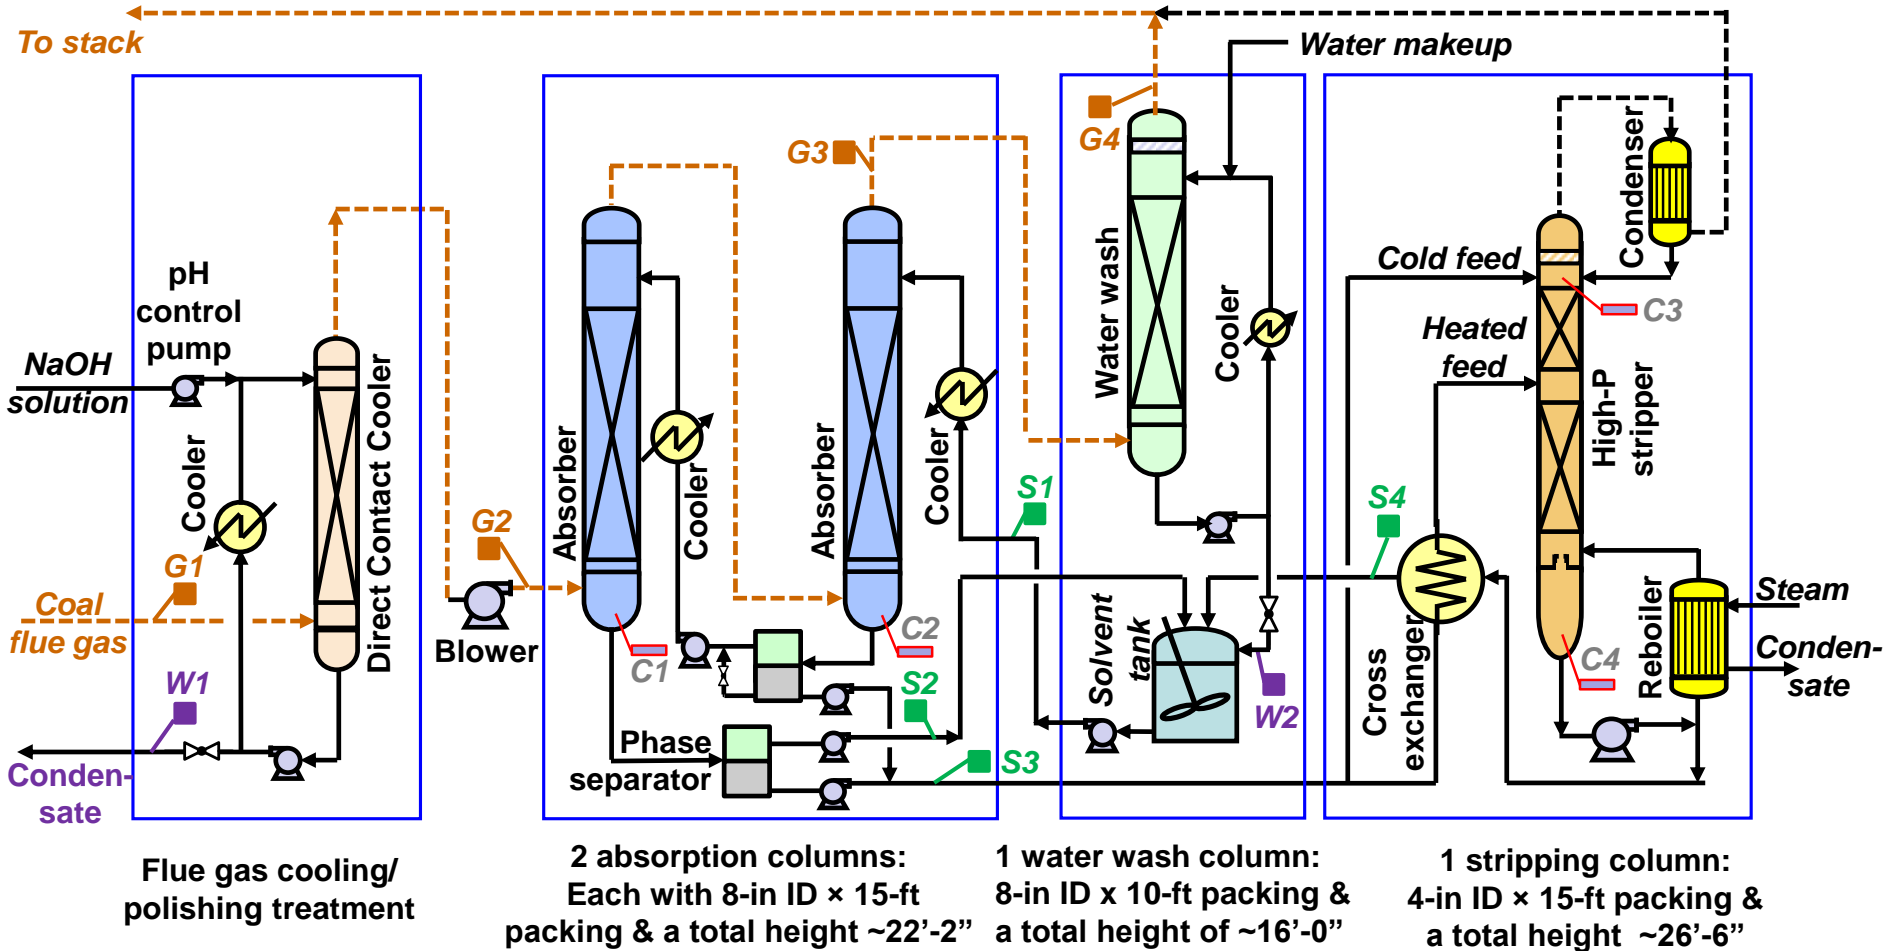 To stack
Water makeup
G4
G3
Condenser
pH
control
pump
Water wash
Cold feed
C3
Cooler
Heated
feed
NaOH
solution
Direct Contact Cooler
Cooler
Absorber
Cooler
Absorber
Cooler
High-P
stripper
S1
S4
G2
G1
Coal
flue gas
Blower
Steam
Solvent
tank
Cross
exchanger
Reboiler
C1
C2
C4
Conden-
sate
W1
S2
W2
Phase
separator
S3
Conden-
sate
Flue gas cooling/
polishing treatment
2 absorption columns:
Each with 8-in ID × 15-ft
packing & a total height ~22’-2”
1 water wash column:
8-in ID x 10-ft packing &
a total height of ~16’-0”
1 stripping column:
4-in ID × 15-ft packing &
a total height ~26’-6”